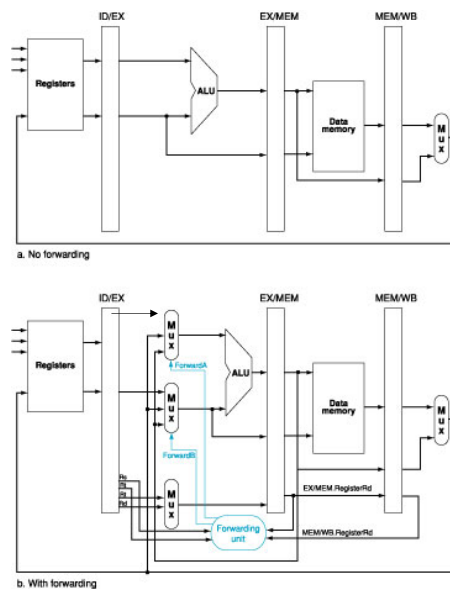 ID/EX
EX/MEM
MEM/WB
Registers
ALU
Data
memory
M
u
x
a. No forwarding
ID/EX
EX/MEM
MEM/WB
M
u
x
Registers
ForwardA
ALU
M
u
x
Data
memory
M
u
x
ForwardB
Rs
Rt
Rt
Rd
M
u
x
EX/MEM.RegisterRd
Forwarding
unit
MEM/WB.RegisterRd
b. With forwarding